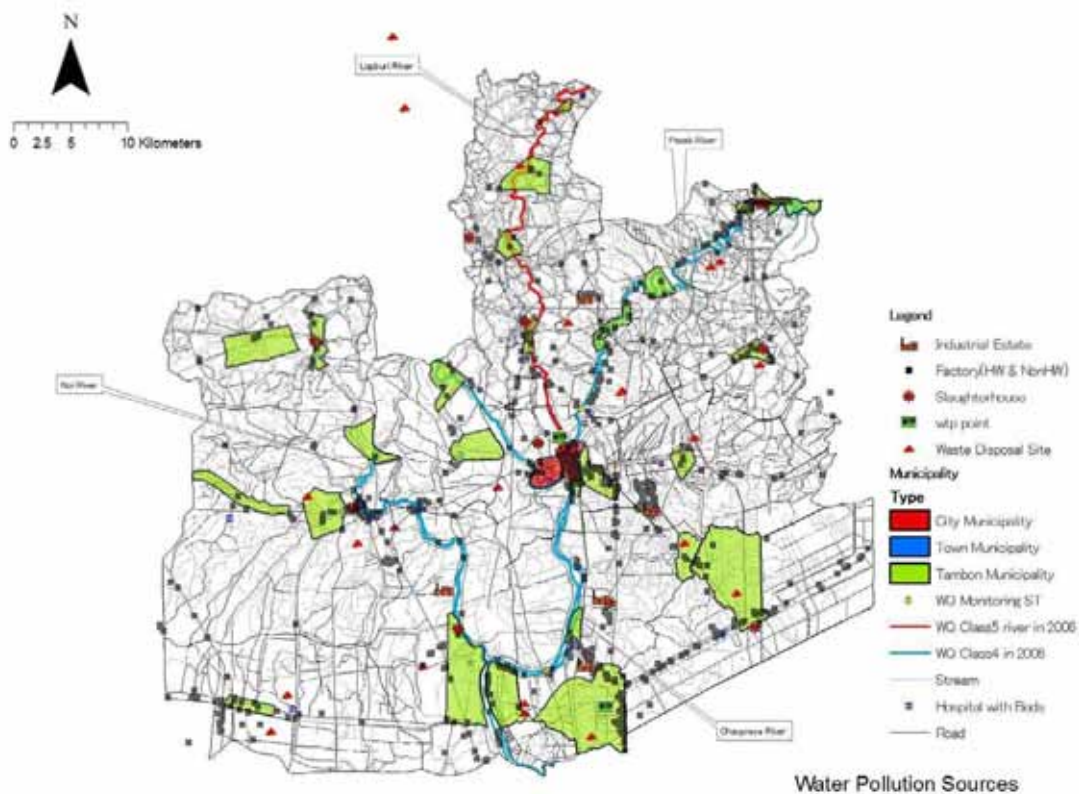 N
0 2.5 5 10 Kilometers
Lopburi River
Pasak River
Noi River
Chaopraya River
Legend
Industrial Estate
Factory(HW & NonHW)
Slaughterhouse
wtp point
Waste Disposal Site
Municipality
Type
City Municipality
Town Municipality
Tambon Municipality
WQ Monitoring ST
WQ Class5 river in 2006
WQ Class4 in 2006
Stream
Hospital with Beds
Road
Water Pollution Sources